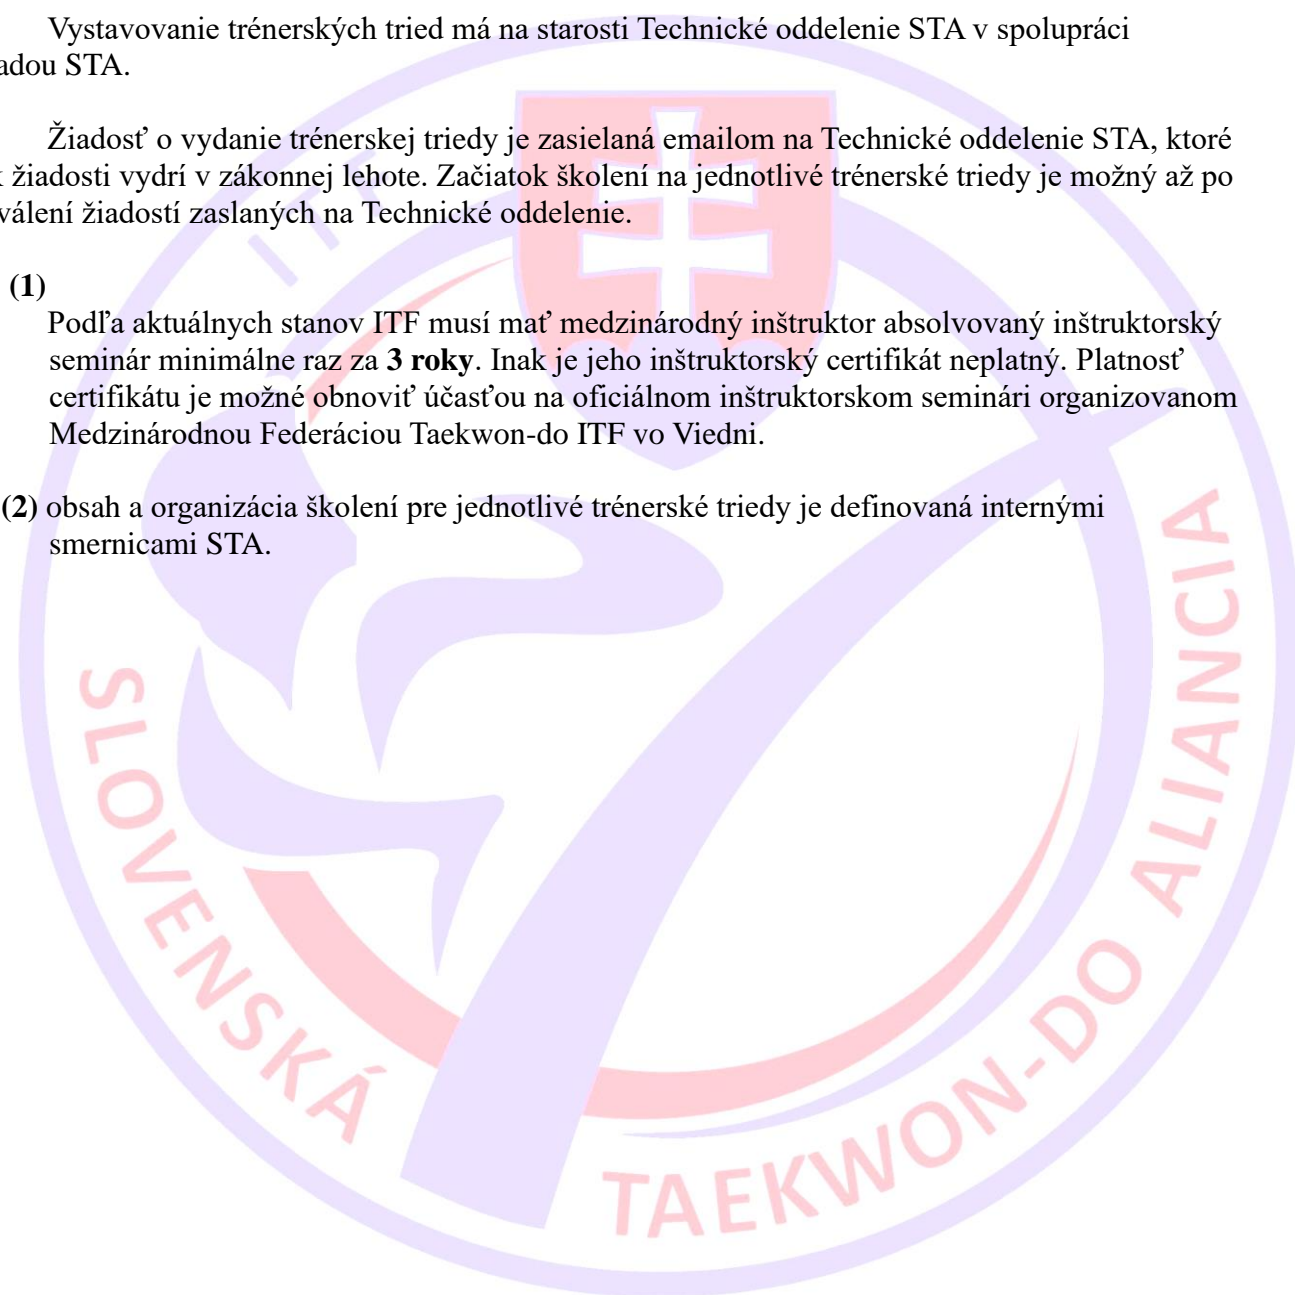 Vystavovanie trénerských tried má na starosti Technické oddelenie STA v spolupráci
adou STA.
Žiadosť o vydanie trénerskej triedy je zasielaná emailom na Technické oddelenie STA, ktoré
žiadosti vydrí v zákonnej lehote. Začiatok školení na jednotlivé trénerské triedy je možný až po
válení žiadostí zaslaných na Technické oddelenie.
(1)
Podľa aktuálnych stanov ITF musí mať medzinárodný inštruktor absolvovaný inštruktorský
seminár minimálne raz za 3 roky. Inak je jeho inštruktorský certifikát neplatný. Platnosť
certifikátu je možné obnoviť účasťou na oficiálnom inštruktorskom seminári organizovanom
Medzinárodnou Federáciou Taekwon-do ITF vo Viedni.
(2) obsah a organizácia školení pre jednotlivé trénerské triedy je definovaná internými
smernicami STA.
ITF
SLOVENSKÁ
TAEKWON-DO ALIANCIA